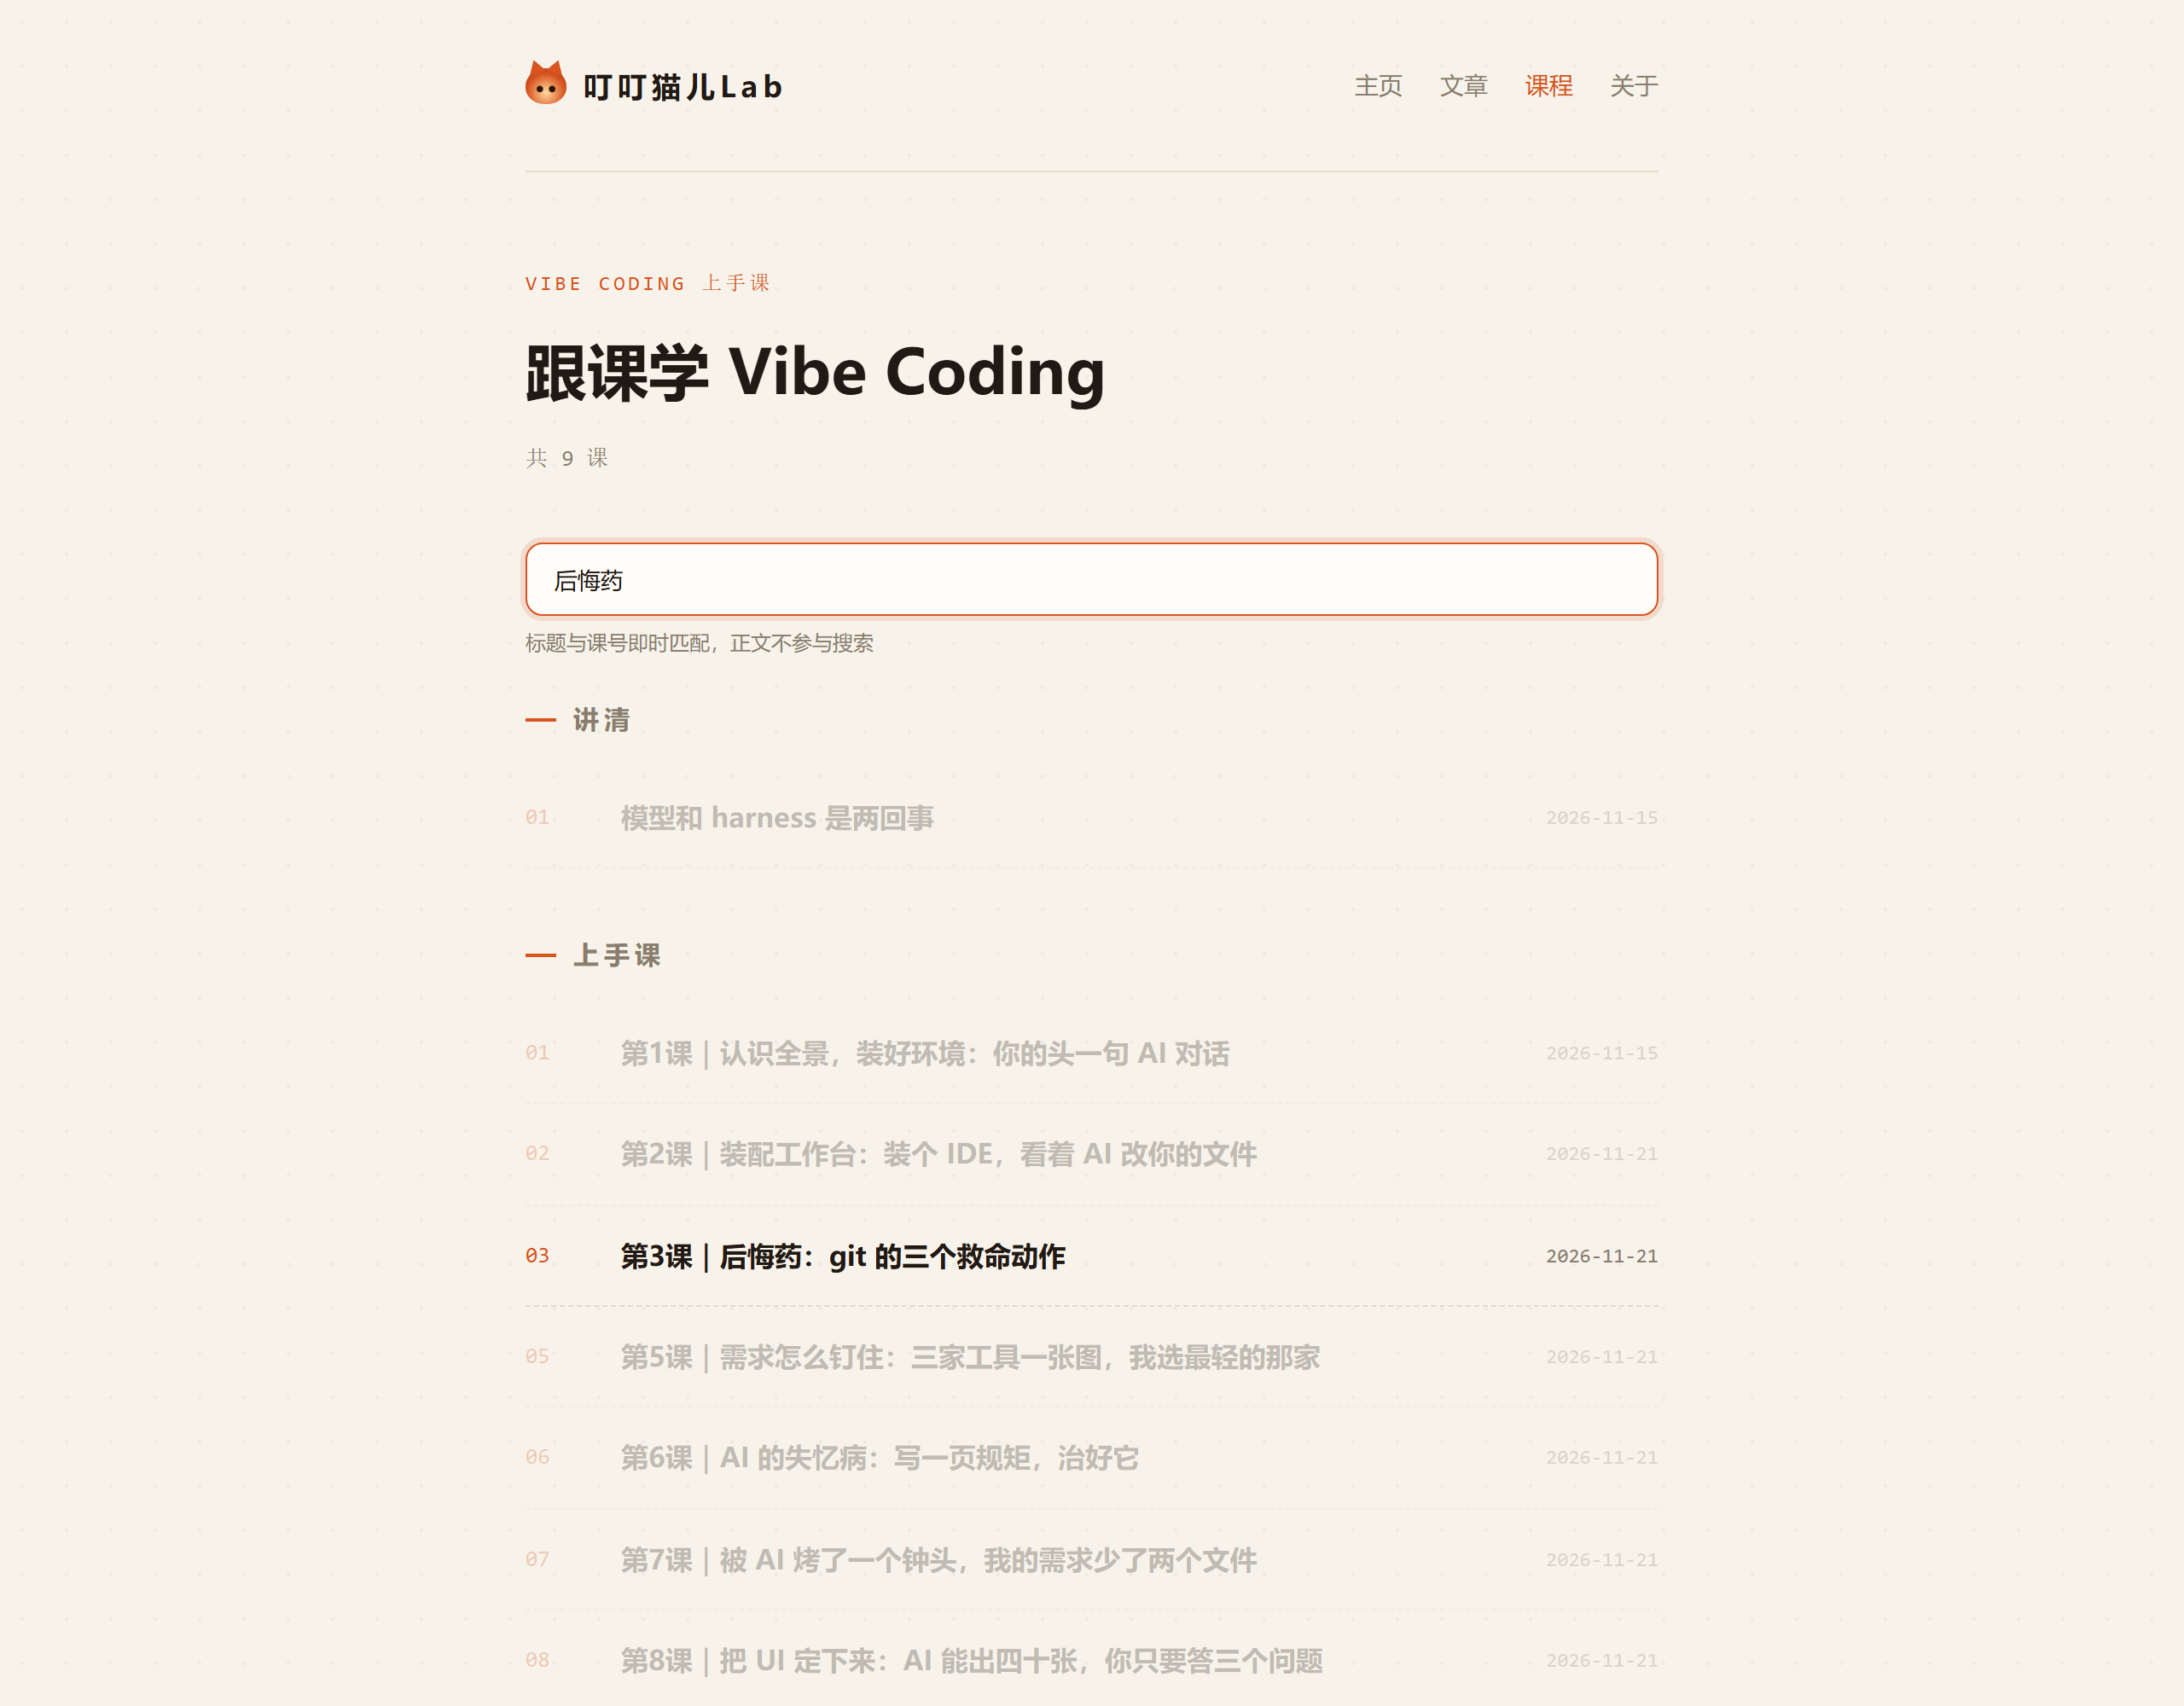 叮叮猫儿Lab
主页 文章 课程 关于
VIBE CODING 上手课
跟课学 Vibe Coding
共 9 课
后悔药
标题与课号即时匹配，正文不参与搜索
讲清
01 模型和 harness 是两回事 2026-11-15
上手课
01 第1课｜认识全景，装好环境：你的头一句 AI 对话 2026-11-15
02 第2课｜装配工作台：装个 IDE，看着 AI 改你的文件 2026-11-21
03 第3课｜后悔药：git 的三个救命动作 2026-11-21
05 第5课｜需求怎么钉住：三家工具一张图，我选最轻的那家 2026-11-21
06 第6课｜AI 的失忆病：写一页规矩，治好它 2026-11-21
07 第7课｜被 AI 烤了一个钟头，我的需求少了两个文件 2026-11-21
08 第8课｜把 UI 定下来：AI 能出四十张，你只要答三个问题 2026-11-21